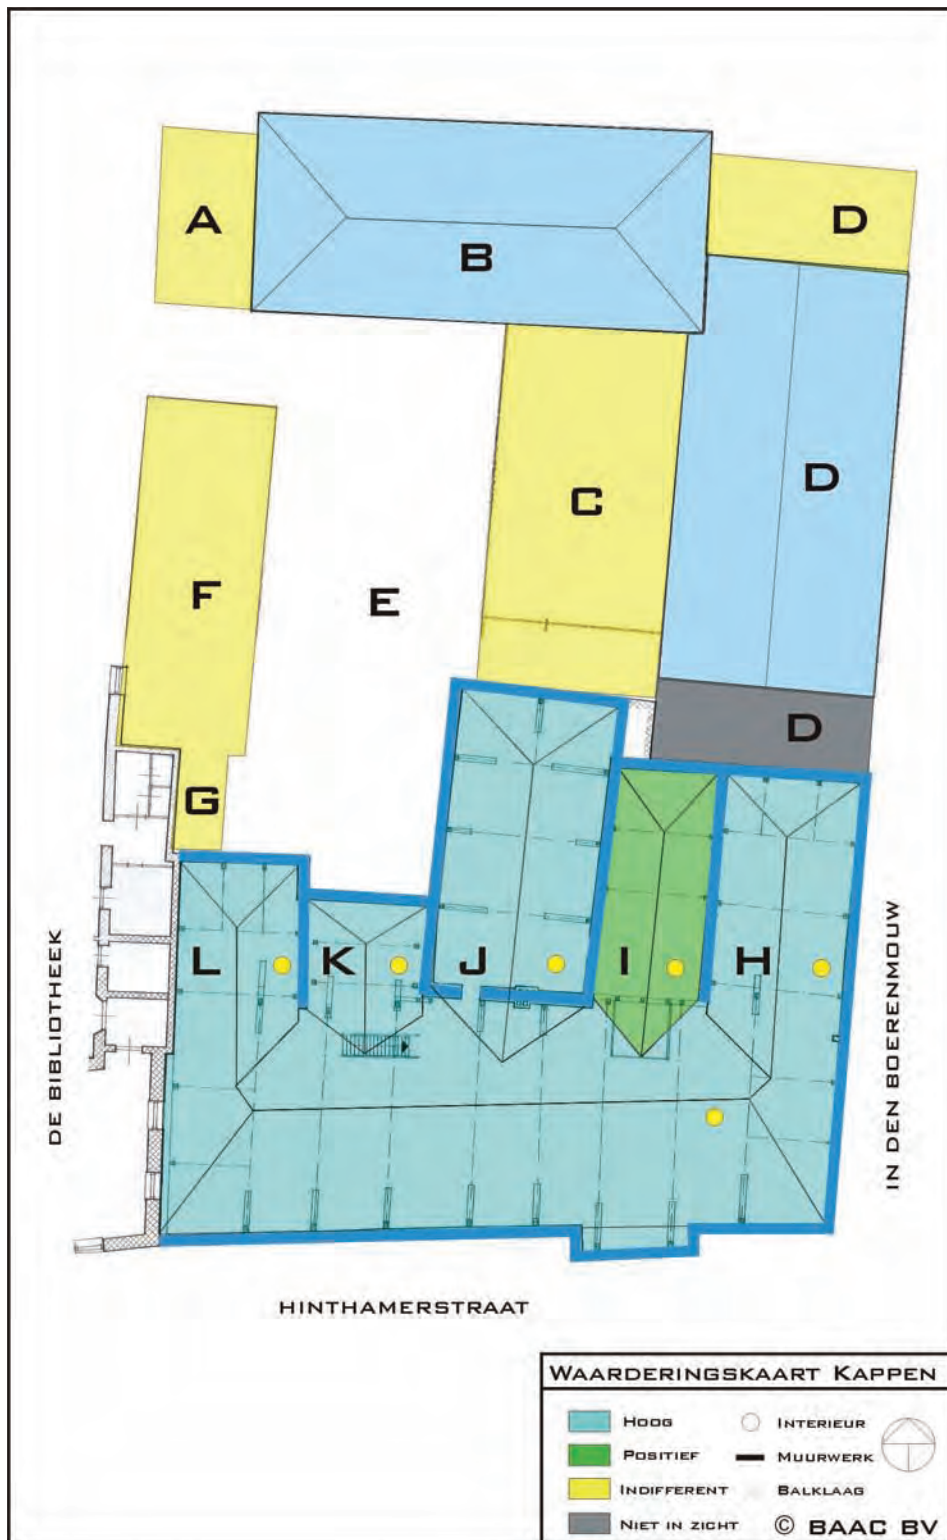 A
B
D
C
D
F
E
D
G
L
K
J
I
H
DE BIBLIOTHEEK
IN DEN BOERENMOUW
HINTHAMERSTRAAT
WAARDERINGSKAART KAPPEN
HOOG
INTERIEUR
POSITIEF
MUURWERK
INDIFFERENT
BALKLAAG
NIET IN ZICHT
© BAAC BV